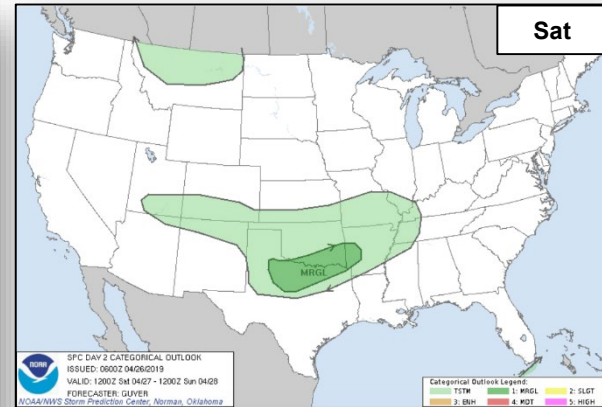 Sat
MRGL
NOAA
SPC DAY 2 CATEGORICAL OUTLOOK
ISSUED: 0600Z 04/26/2019
VALID: 1200Z Sat 04/27 - 1200Z Sun 04/28
FORECASTER: GUYER
NOAA/NWS Storm Prediction Center, Norman, Oklahoma
Categorical Outlook Legend:
TSTM 1: MRGL 2: SLGT
3: ENH 4: MDT 5: HIGH